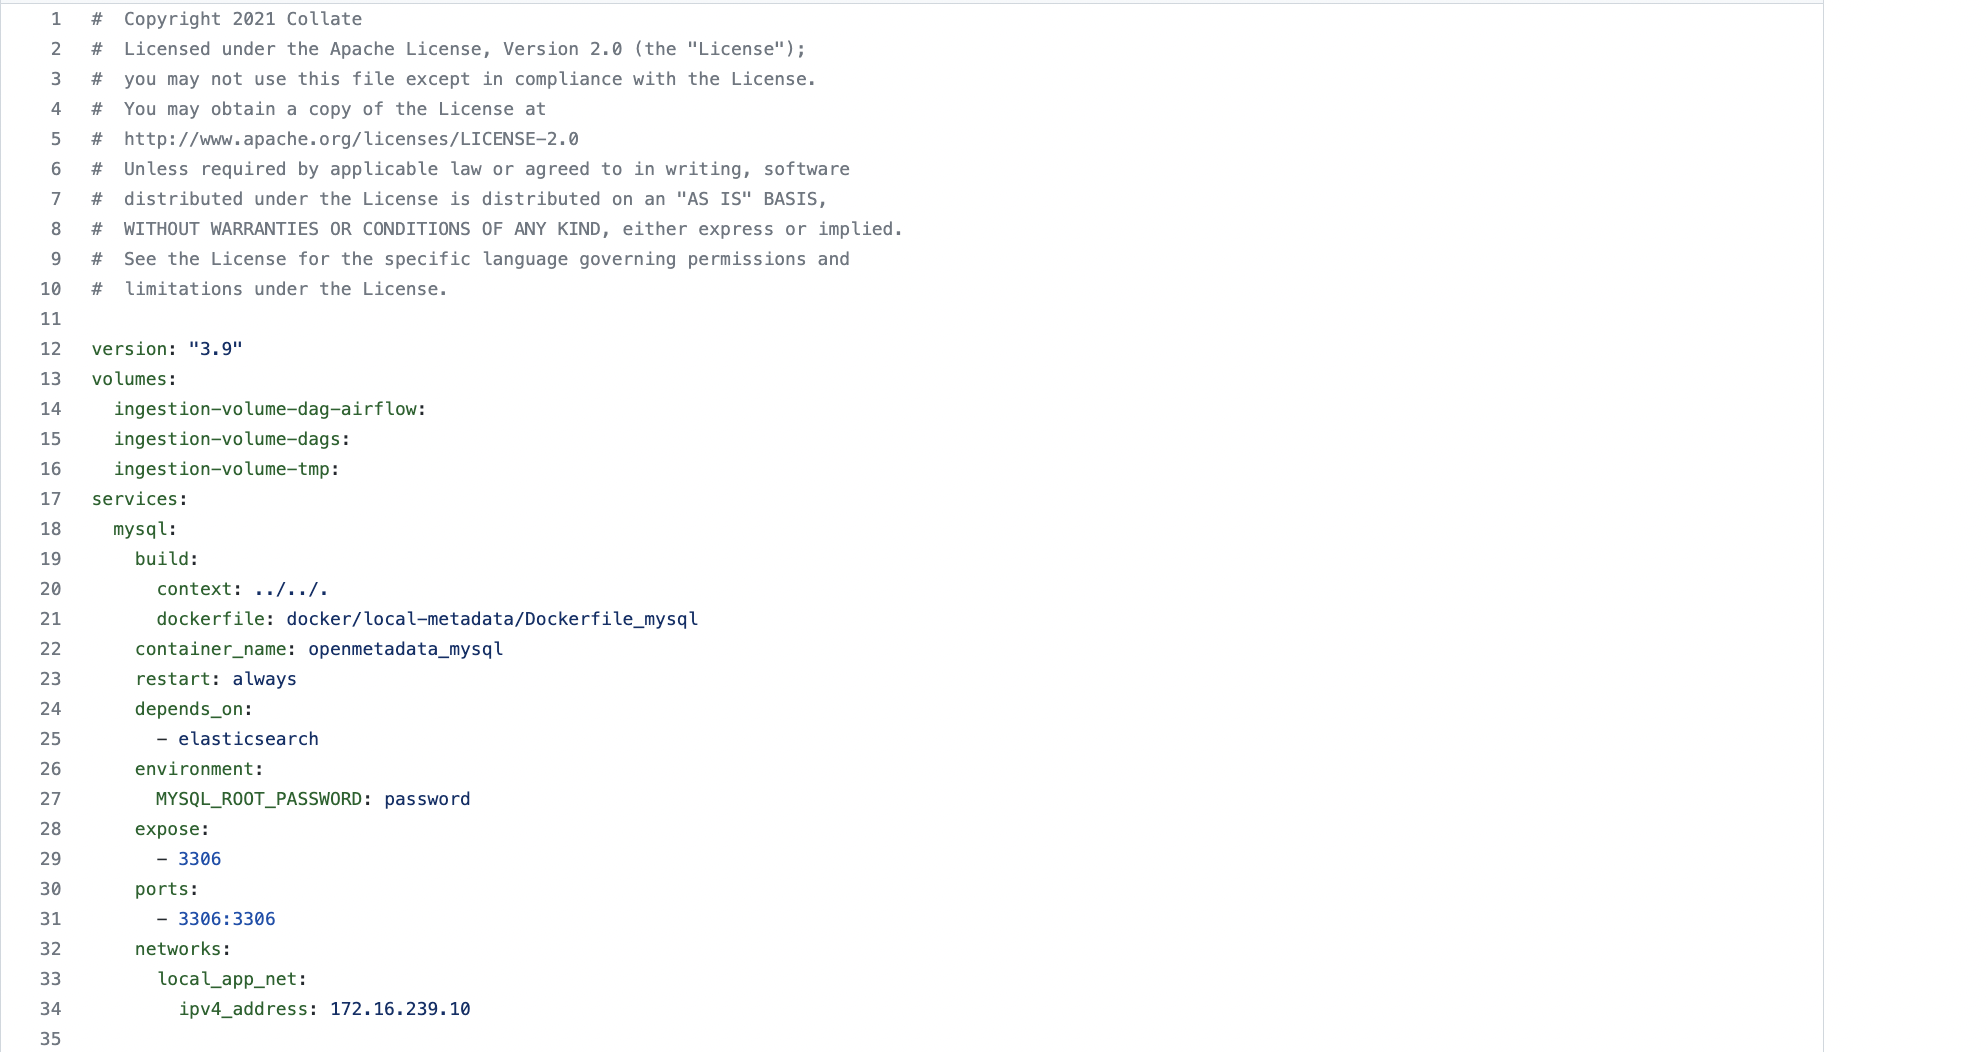 1 #  Copyright 2021 Collate
2 #  Licensed under the Apache License, Version 2.0 (the "License");
3 #  you may not use this file except in compliance with the License.
4 #  You may obtain a copy of the License at
5 #  http://www.apache.org/licenses/LICENSE-2.0
6 #  Unless required by applicable law or agreed to in writing, software
7 #  distributed under the License is distributed on an "AS IS" BASIS,
8 #  WITHOUT WARRANTIES OR CONDITIONS OF ANY KIND, either express or implied.
9 #  See the License for the specific language governing permissions and
10 #  limitations under the License.
11
12 version: "3.9"
13 volumes:
14   ingestion-volume-dag-airflow:
15   ingestion-volume-dags:
16   ingestion-volume-tmp:
17 services:
18   mysql:
19     build:
20       context: ../../.
21       dockerfile: docker/local-metadata/Dockerfile_mysql
22     container_name: openmetadata_mysql
23     restart: always
24     depends_on:
25       - elasticsearch
26     environment:
27       MYSQL_ROOT_PASSWORD: password
28     expose:
29       - 3306
30     ports:
31       - 3306:3306
32     networks:
33       local_app_net:
34         ipv4_address: 172.16.239.10
35